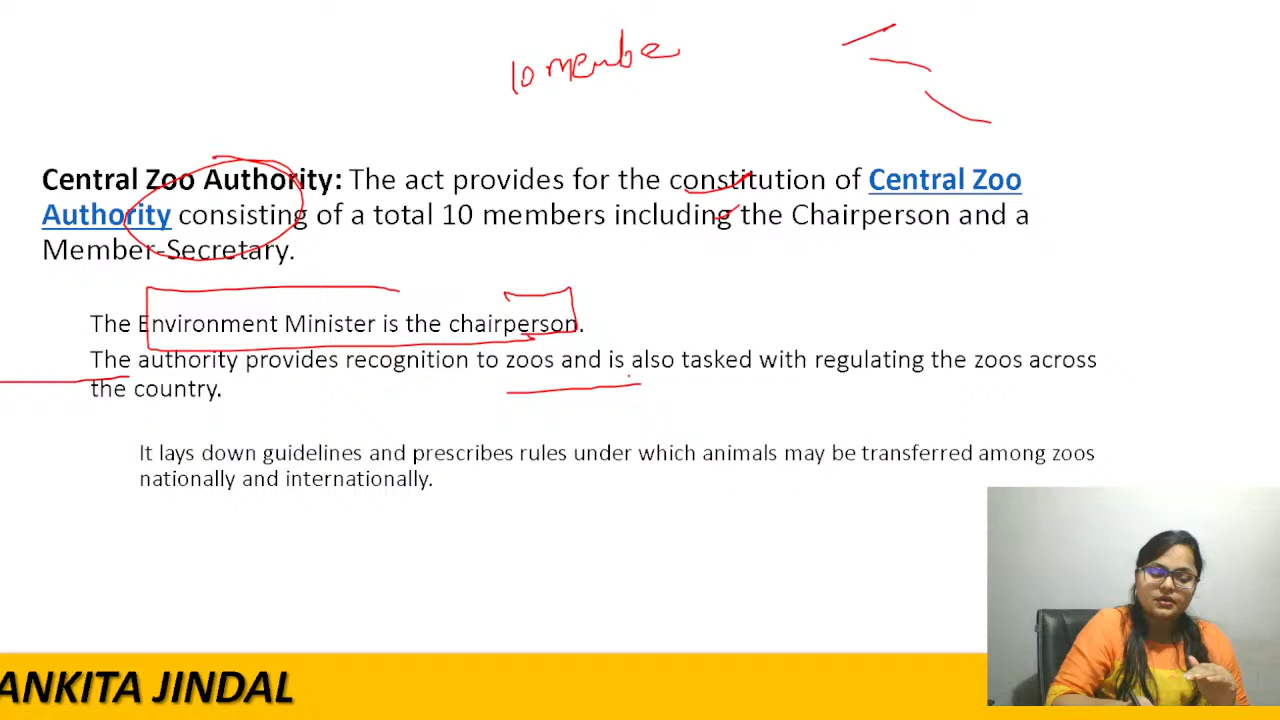 10 membe
Central Zoo Authority: The act provides for the constitution of Central Zoo
Authority consisting of a total 10 members including the Chairperson and a
Member-Secretary.
The Environment Minister is the chairperson.
The authority provides recognition to zoos and is also tasked with regulating the zoos across
the country.
It lays down guidelines and prescribes rules under which animals may be transferred among zoos
nationally and internationally.
ANKITA JINDAL